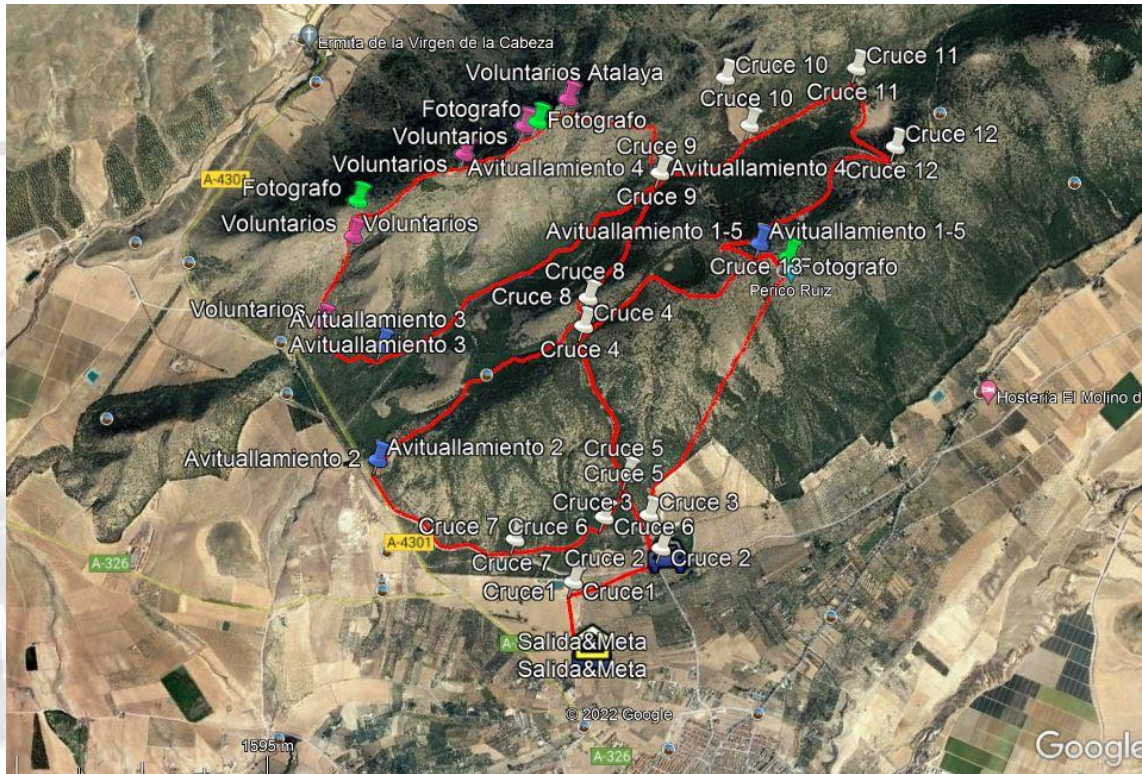 Ermita de la Virgen de la Cabeza
Cruce 11
Cruce 10
Voluntarios Atalaya
Cruce 11
Cruce 10
Fotografo
Fotografo
Cruce 12
Voluntarios
Cruce 9
Voluntarios
Avituallamiento 4
Avituallamiento 4
Cruce 12
A-4301
Fotografo
Cruce 9
Voluntarios
Voluntarios
Avituallamiento 1-5
Avituallamiento 1-5
Cruce 13
Fotografo
Cruce 8
Perico Ruiz
Cruce 8
Voluntarios
Cruce 4
Avituallamiento 3
Avituallamiento 3
Cruce 4
Hostería El Molino d
Cruce 5
Avituallamiento 2
Avituallamiento 2
Cruce 5
Cruce 3
Cruce 3
Cruce 7
Cruce 6
Cruce 6
A-4301
Cruce 2
Cruce 2
A-326
Cruce 7
Cruce1
Cruce1
A-
Salida&Meta
Salida&Meta
© 2022 Google
1595 m
Google
A-326